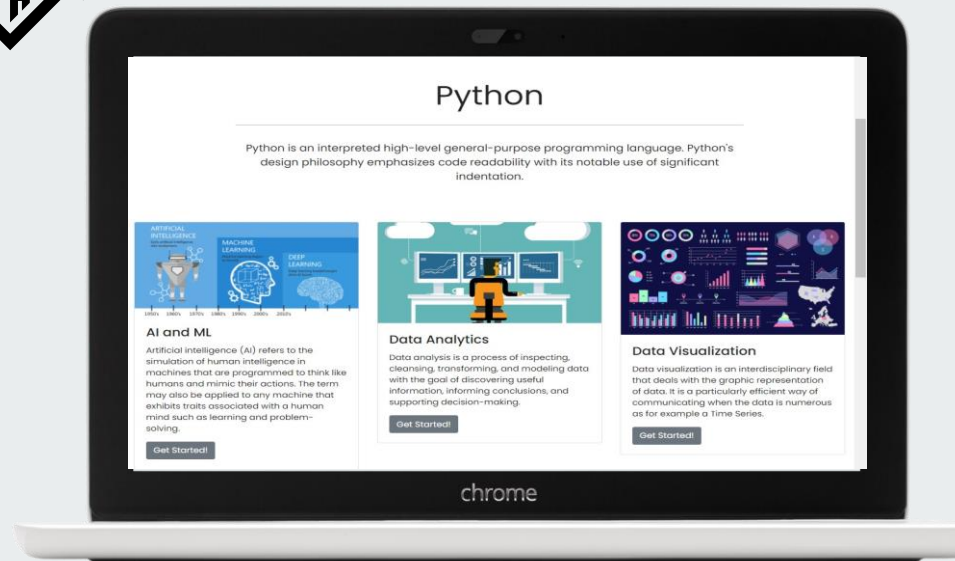 Python
Python is an interpreted high-level general-purpose programming language. Python's
design philosophy emphasizes code readability with its notable use of significant
indentation.
ARTIFICIAL
INTELLIGENCE
MACHINE
LEARNING
DEEP
LEARNING
1950's 1960's 1970's 1980's 1990's 2000's 2010's
AI and ML
Artificial intelligence (AI) refers to the
simulation of human intelligence in
machines that are programmed to think like
humans and mimic their actions. The term
may also be applied to any machine that
exhibits traits associated with a human
mind such as learning and problem-
solving.
Get Started!
Data Analytics
Data analysis is a process of inspecting,
cleansing, transforming, and modeling data
with the goal of discovering useful
information, informing conclusions, and
supporting decision-making.
Get Started!
Data Visualization
Data visualization is an interdisciplinary field
that deals with the graphic representation
of data. It is a particularly efficient way of
communicating when the data is numerous
as for example a Time Series.
Get Started!
chrome